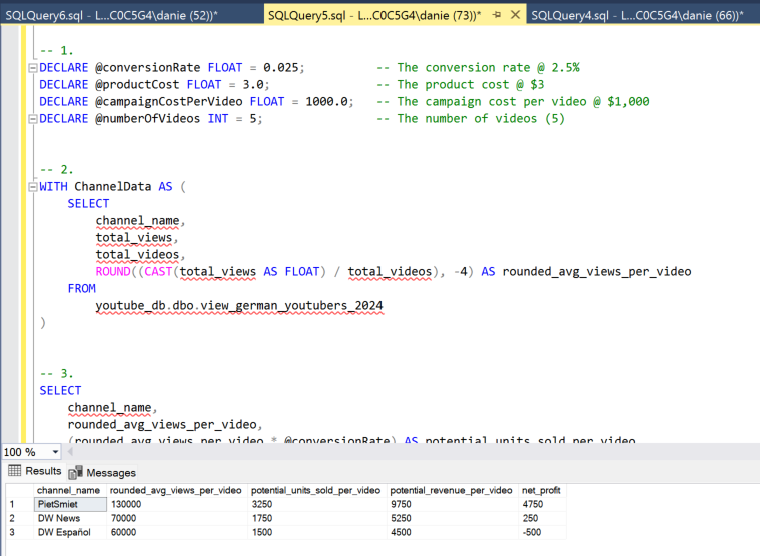 SQLQuery6.sql - L...C0C5G4\danie (52))* SQLQuery5.sql - L...C0C5G4\danie (73))* SQLQuery4.sql - L...C0C5G4\danie (66))*
-- 1.
DECLARE @conversionRate FLOAT = 0.025; -- The conversion rate @ 2.5%
DECLARE @productCost FLOAT = 3.0; -- The product cost @ $3
DECLARE @campaignCostPerVideo FLOAT = 1000.0; -- The campaign cost per video @ $1,000
DECLARE @numberOfVideos INT = 5; -- The number of videos (5)
-- 2.
WITH ChannelData AS (
SELECT
channel_name,
total_views,
total_videos,
ROUND((CAST(total_views AS FLOAT) / total_videos), -4) AS rounded_avg_views_per_video
FROM
youtube_db.dbo.view_german_youtubers_2024
)
-- 3.
SELECT
channel_name,
rounded_avg_views_per_video,
(rounded_avg_views_per_video * @conversionRate) AS potential_units_sold_per_video
100 %
Results Messages
channel_name rounded_avg_views_per_video potential_units_sold_per_video potential_revenue_per_video net_profit
1 PietSmiet 130000 3250 9750 4750
2 DW News 70000 1750 5250 250
3 DW Español 60000 1500 4500 -500